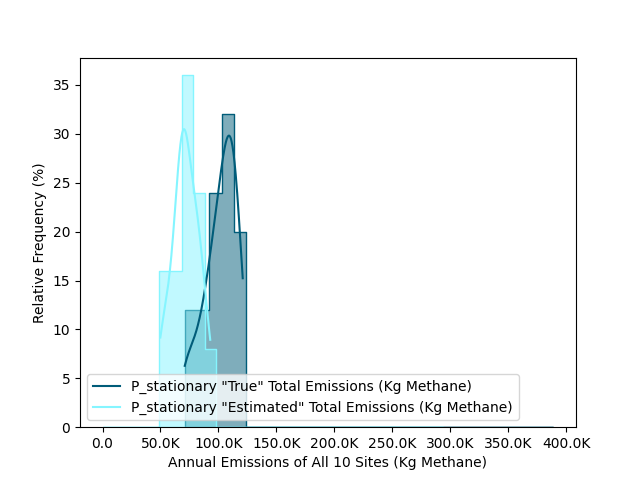 35
30
25
20
15
10
5
0
Relative Frequency (%)
P_stationary "True" Total Emissions (Kg Methane)
P_stationary "Estimated" Total Emissions (Kg Methane)
0.0 50.0K 100.0K 150.0K 200.0K 250.0K 300.0K 350.0K 400.0K
Annual Emissions of All 10 Sites (Kg Methane)